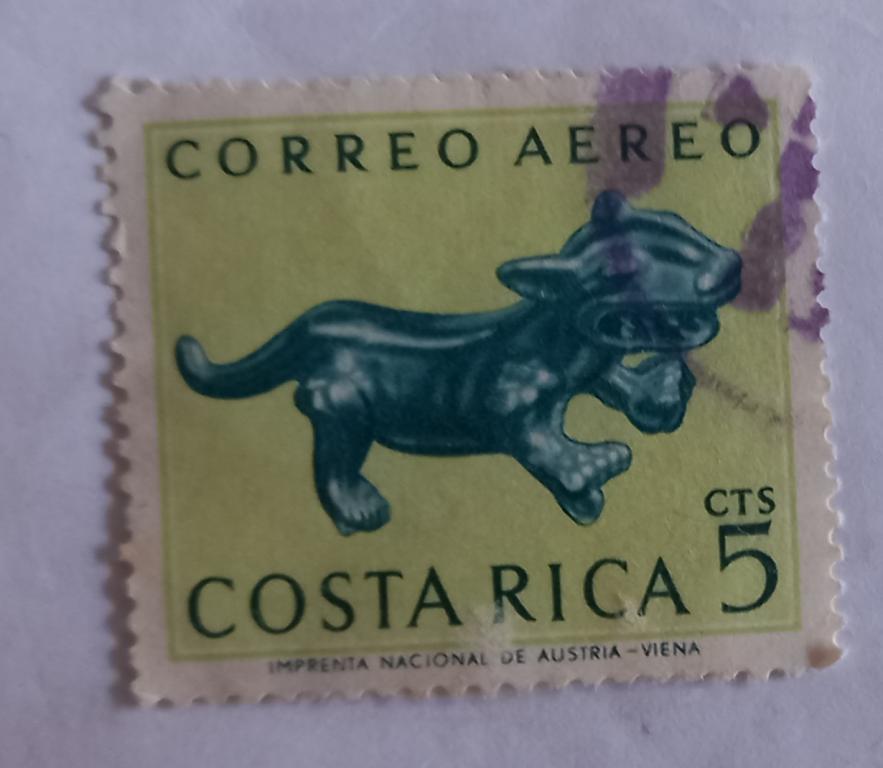 CORREO AEREO
CTS
COSTA RICA 5
IMPRENTA NACIONAL DE AUSTRIA – VIENA